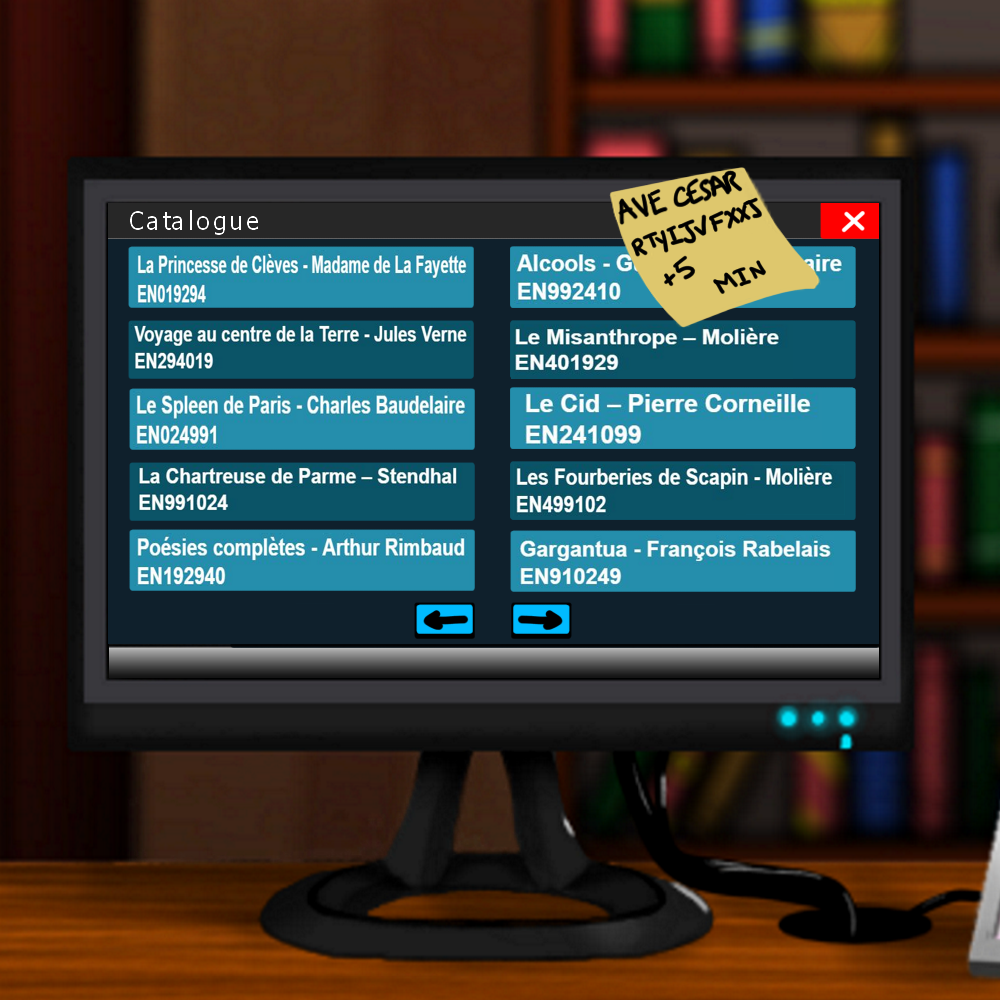 Catalogue
AVE CÉSAR
RTYIJVFXXJ
+5 MIN
La Princesse de Clèves - Madame de La Fayette
EN019294
Voyage au centre de la Terre - Jules Verne
EN294019
Le Spleen de Paris - Charles Baudelaire
EN024991
La Chartreuse de Parme – Stendhal
EN991024
Poésies complètes - Arthur Rimbaud
EN192940
Alcools -
EN992410
Le Misanthrope – Molière
EN401929
Le Cid – Pierre Corneille
EN241099
Les Fourberies de Scapin - Molière
EN499102
Gargantua - François Rabelais
EN910249